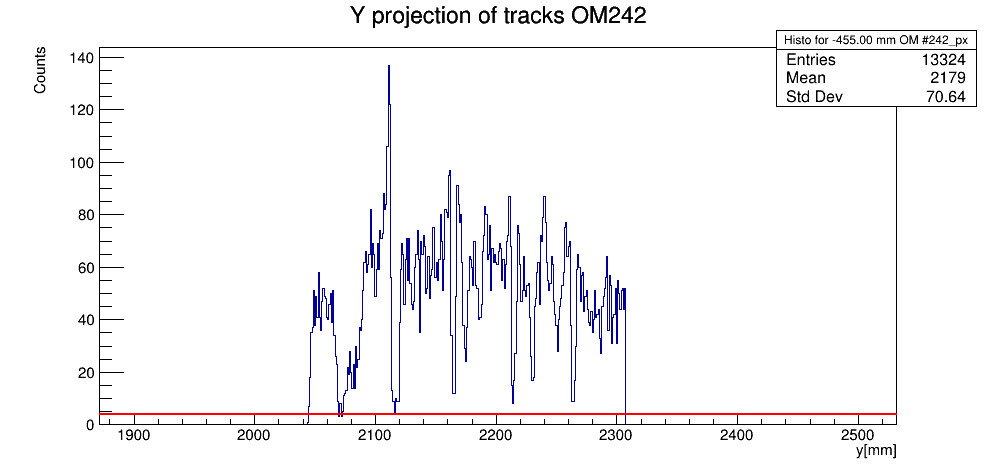 Y projection of tracks OM242
Histo for -455.00 mm OM #242_px
Entries 13324
Mean 2179
Std Dev 70.64
Counts
140
120
100
80
60
40
20
0
1900 2000 2100 2200 2300 2400 2500
y[mm]